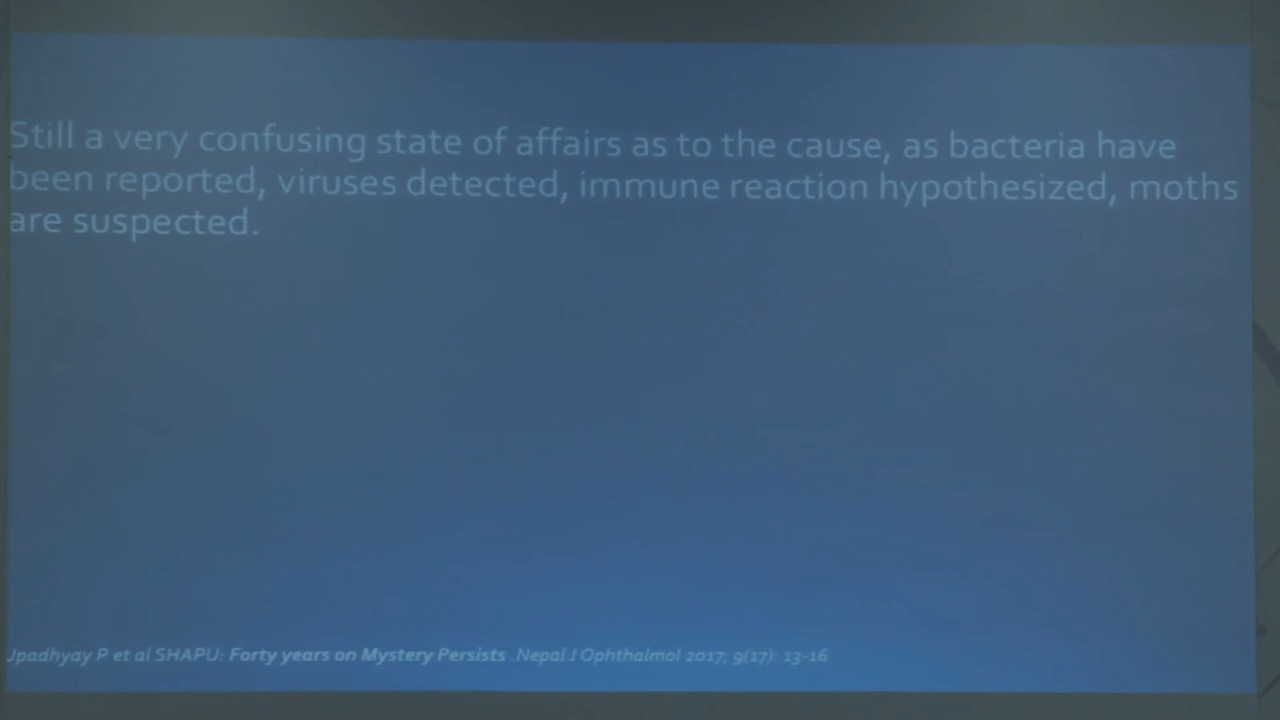 Still a very confusing state of affairs as to the cause, as bacteria have
been reported, viruses detected, immune reaction hypothesized, moths
are suspected.
Upadhyay P et al SHAPU: Forty years on Mystery Persists .Nepal J Ophthalmol 2017; 9(17): 13-16